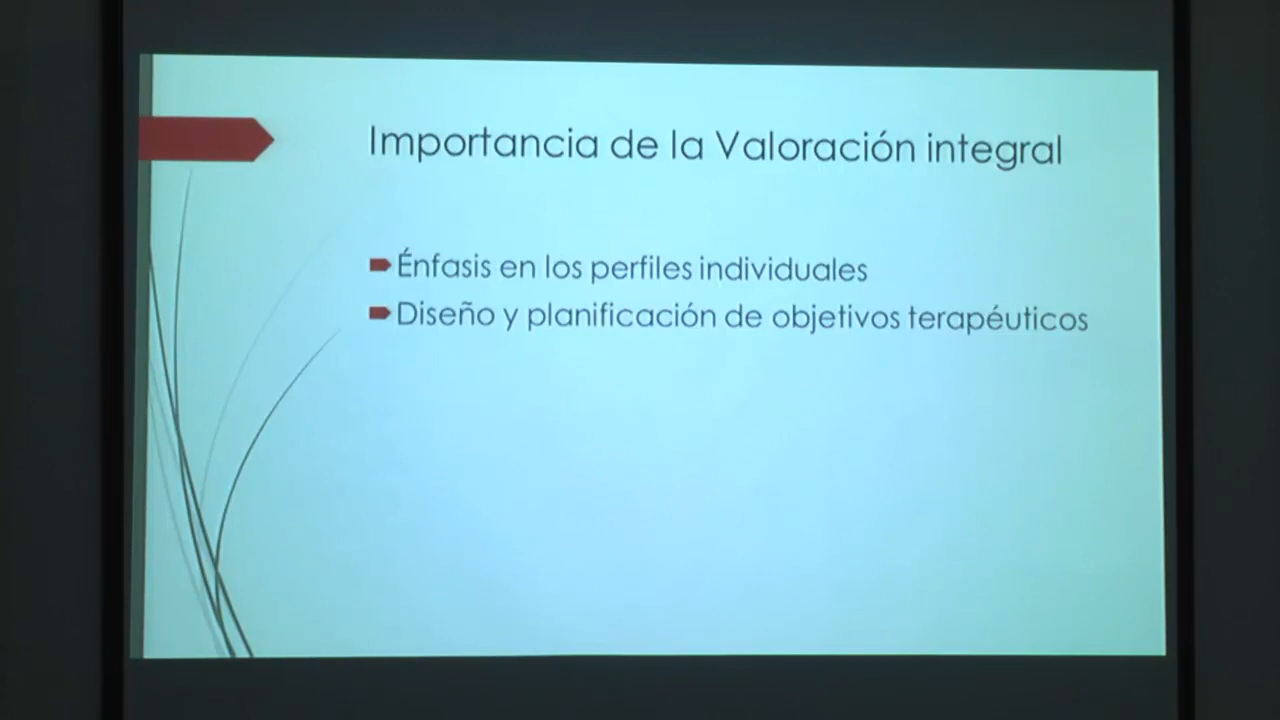 Importancia de la Valoración integral
Énfasis en los perfiles individuales
Diseño y planificación de objetivos terapéuticos